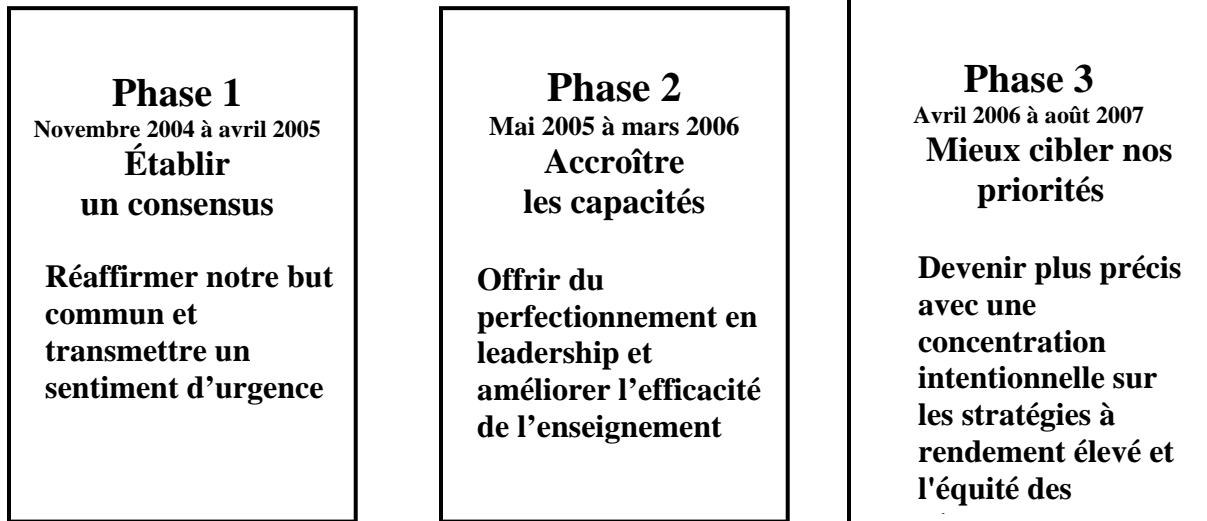 Phase 1
Novembre 2004 à avril 2005
Établir
un consensus
Réaffirmer notre but
commun et
transmettre un
sentiment d’urgence
Phase 2
Mai 2005 à mars 2006
Accroître
les capacités
Offrir du
perfectionnement en
leadership et
améliorer l’efficacité
de l’enseignement
Phase 3
Avril 2006 à août 2007
Mieux cibler nos
priorités
Devenir plus précis
avec une
concentration
intentionnelle sur
les stratégies à
rendement élevé et
l'équité des